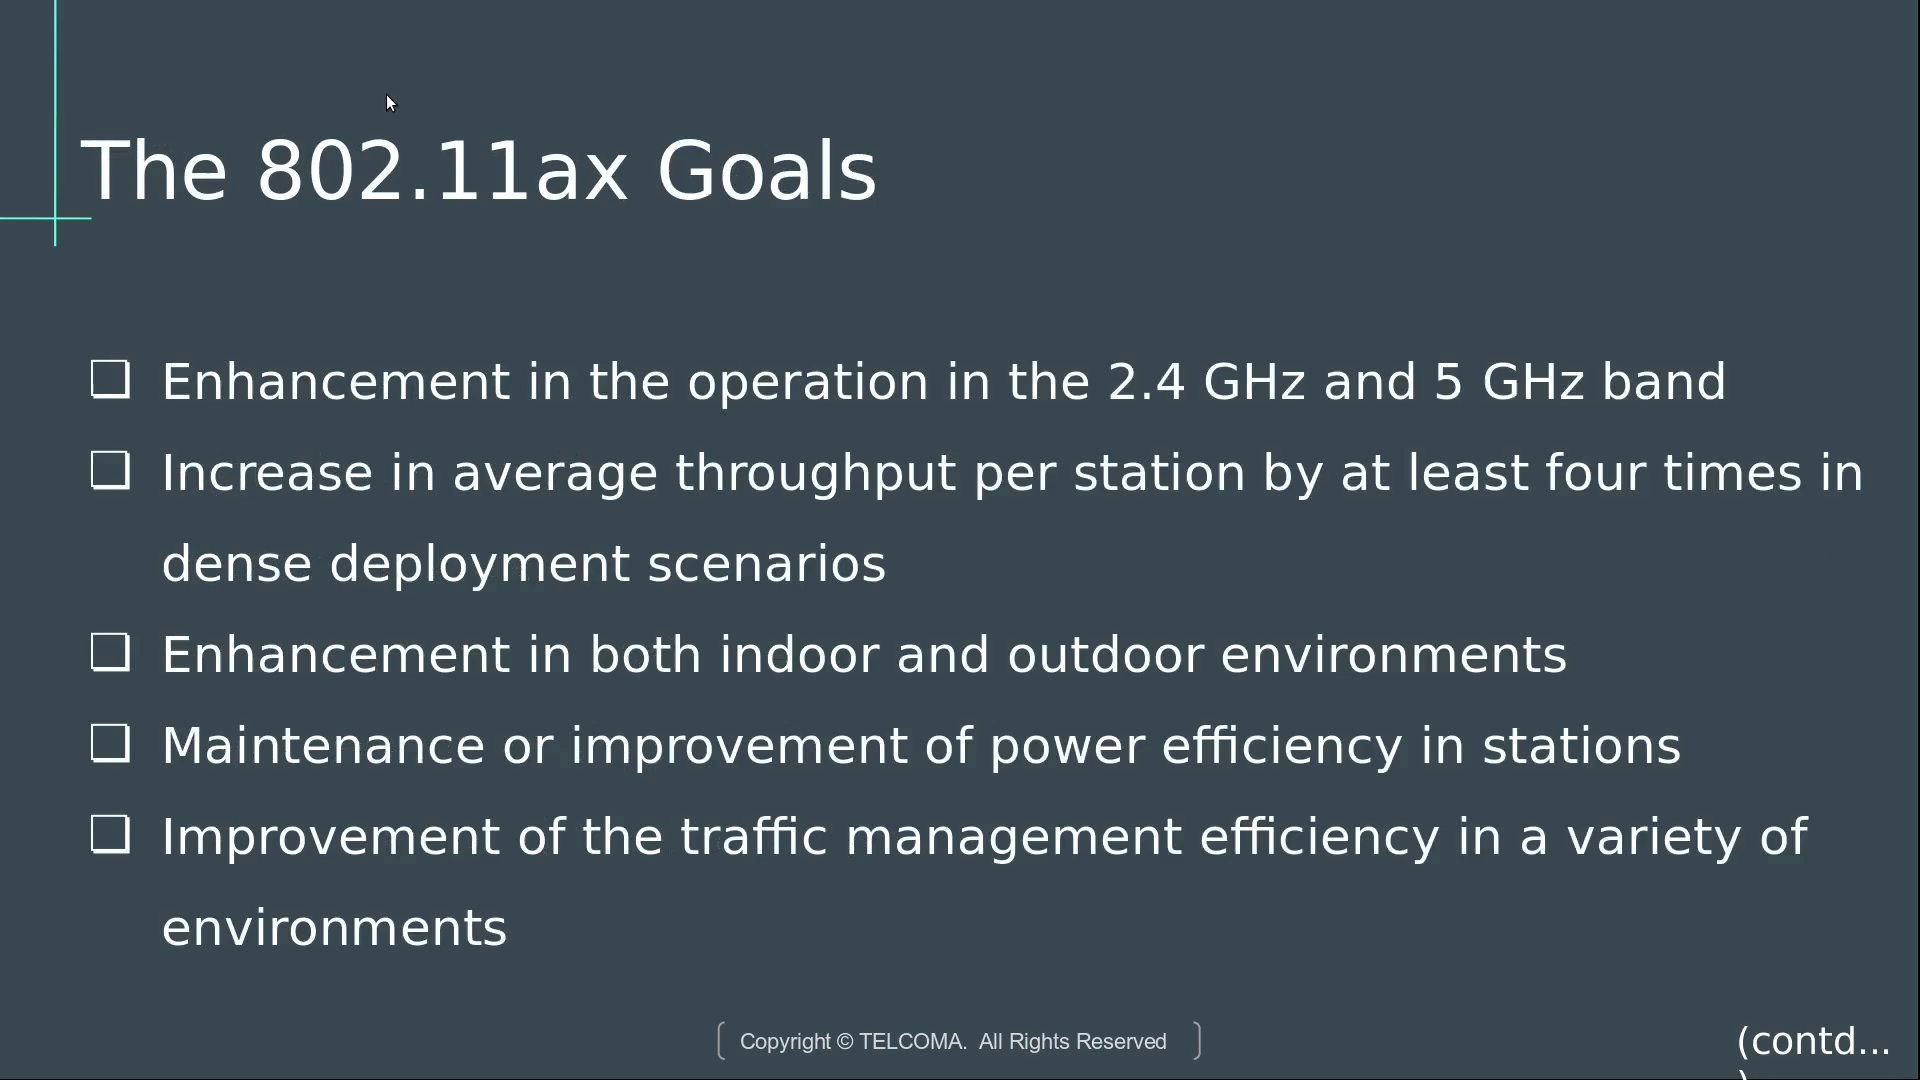 The 802.11ax Goals
❏ Enhancement in the operation in the 2.4 GHz and 5 GHz band
❏ Increase in average throughput per station by at least four times in
dense deployment scenarios
❏ Enhancement in both indoor and outdoor environments
❏ Maintenance or improvement of power efficiency in stations
❏ Improvement of the traffic management efficiency in a variety of
environments
Copyright © TELCOMA. All Rights Reserved
(contd...
)